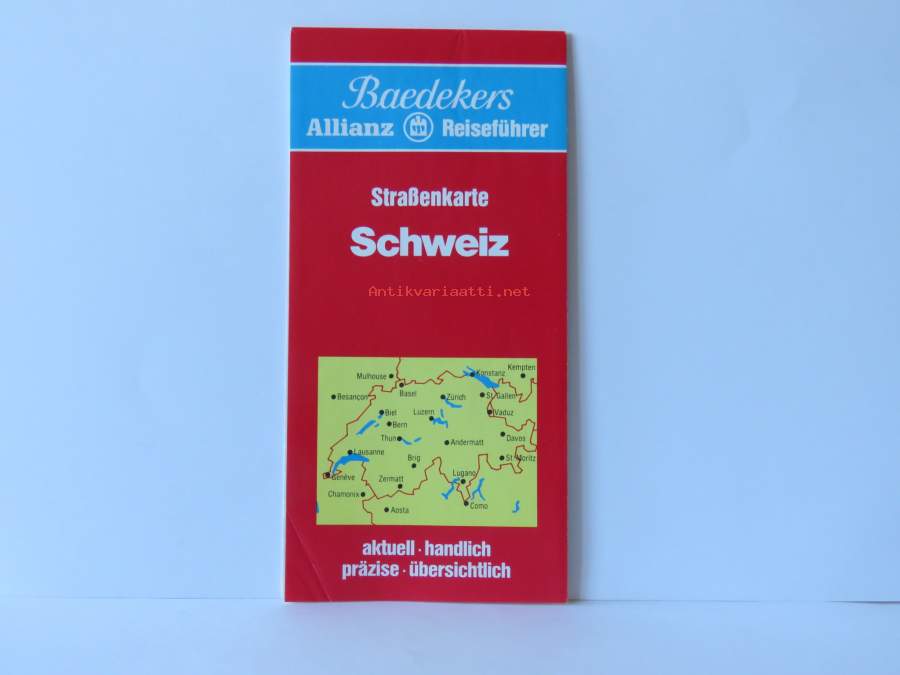 Baedekers
Allianz Reiseführer
Straßenkarte
Schweiz
Antikvariaatti.net
Kempten
Mulhouse
Konstanz
Basel
Besançon
Zürich
St. Gallen
Biel
Luzern
Vaduz
Bern
Thun
Andermatt
Davos
Lausanne
Brig
St. Moritz
Genève
Zermatt
Lugano
Chamonix
Aosta
Como
aktuell · handlich
präzise · übersichtlich